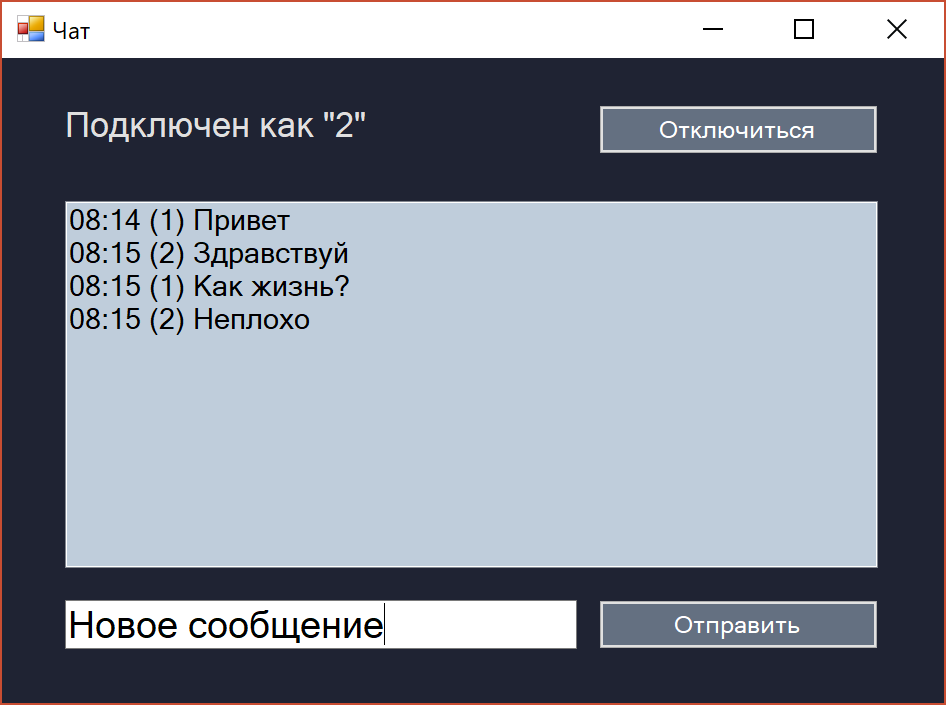 Чат
Подключен как "2"
Отключиться
08:14 (1) Привет
08:15 (2) Здравствуй
08:15 (1) Как жизнь?
08:15 (2) Неплохо
Новое сообщение
Отправить